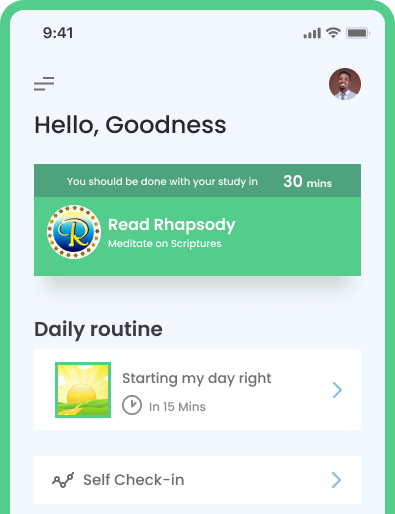 9:41
Hello, Goodness
You should be done with your study in 30 mins
R
Read Rhapsody
Meditate on Scriptures
Daily routine
Starting my day right
In 15 Mins
Self Check-in